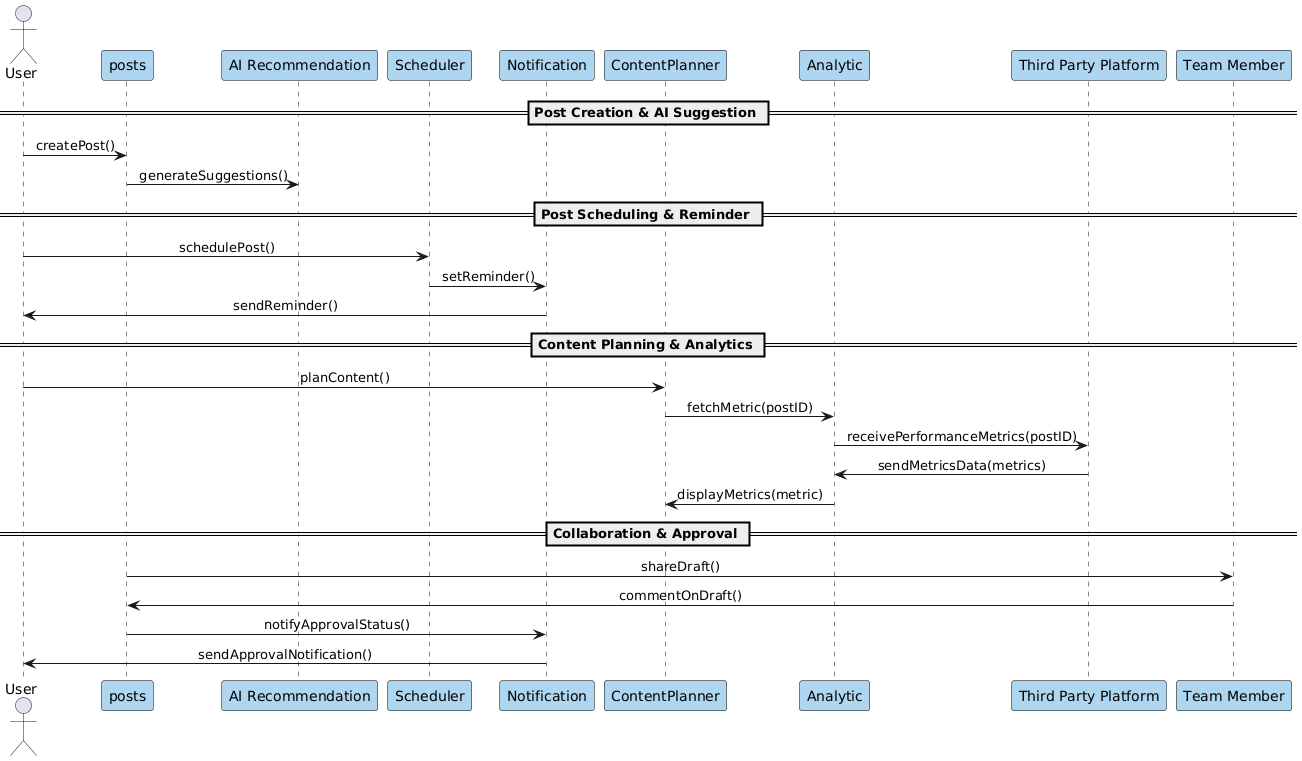 User
posts
AI Recommendation
Scheduler
Notification
ContentPlanner
Analytic
Third Party Platform
Team Member
Post Creation & AI Suggestion
createPost()
generateSuggestions()
Post Scheduling & Reminder
schedulePost()
setReminder()
sendReminder()
Content Planning & Analytics
planContent()
fetchMetric(postID)
receivePerformanceMetrics(postID)
sendMetricsData(metrics)
displayMetrics(metric)
Collaboration & Approval
shareDraft()
commentOnDraft()
notifyApprovalStatus()
sendApprovalNotification()
User
posts
AI Recommendation
Scheduler
Notification
ContentPlanner
Analytic
Third Party Platform
Team Member